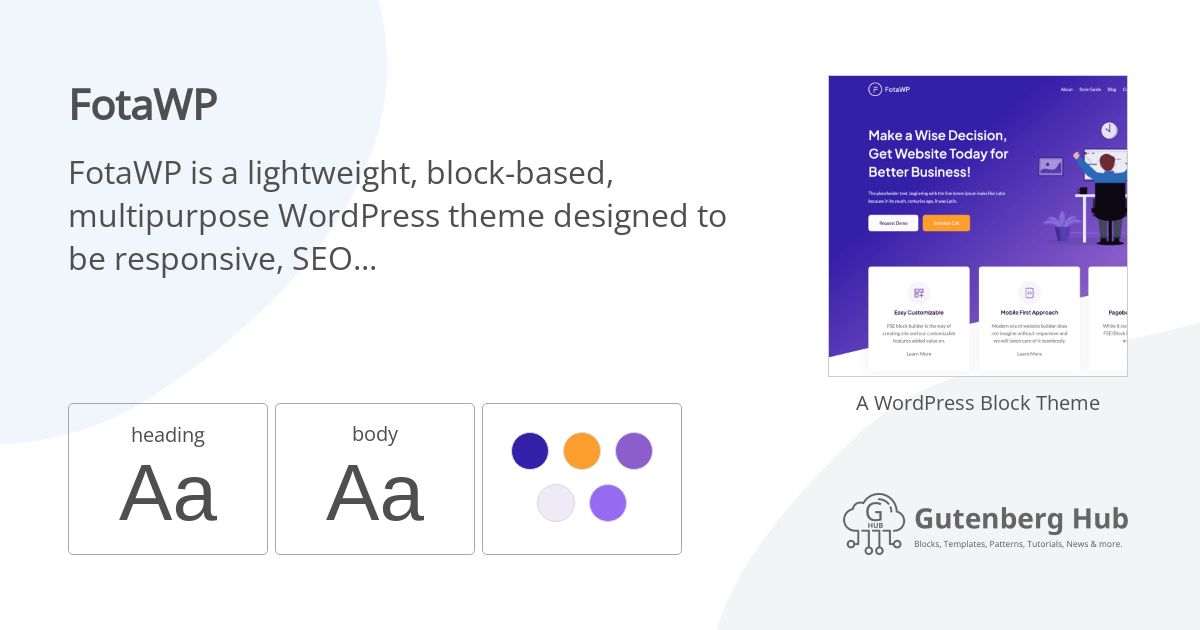 FotaWP
FotaWP is a lightweight, block-based,
multipurpose WordPress theme designed to
be responsive, SEO...
heading
Aa
body
Aa
FotaWP
About Style Guide Blog
Make a Wise Decision,
Get Website Today for
Better Business!
The placeholder text, beginning with the line lorem ipsum looks like Latin
because in its youth, centuries ago, it was Latin.
Request Demo
Schedule Call
Easy Customizable
FSE block builder is the way of
creating site and our customizable
features added value on.
Learn More
Mobile First Approach
Modern era of website builder does
not imagine without responsive and
we will taken care of it seamlessly.
Learn More
A WordPress Block Theme
G
HUB
Gutenberg Hub
Blocks, Templates, Patterns, Tutorials, News & more.